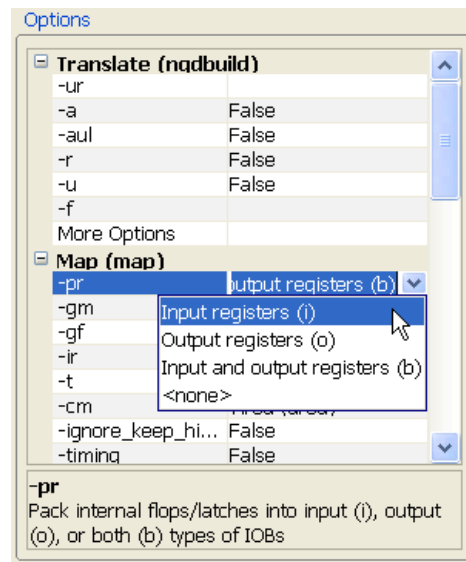 Options
Translate (ngdbuild)
-ur
-a False
-aul False
-r False
-u False
-f
More Options
Map (map)
-pr output registers (b)
-gm Input registers (i)
-gf Output registers (o)
-ir Input and output registers (b)
-t <none>
-cm
-ignore_keep_hi... False
-timing False
-pr
Pack internal flops/latches into input (i), output
(o), or both (b) types of IOBs